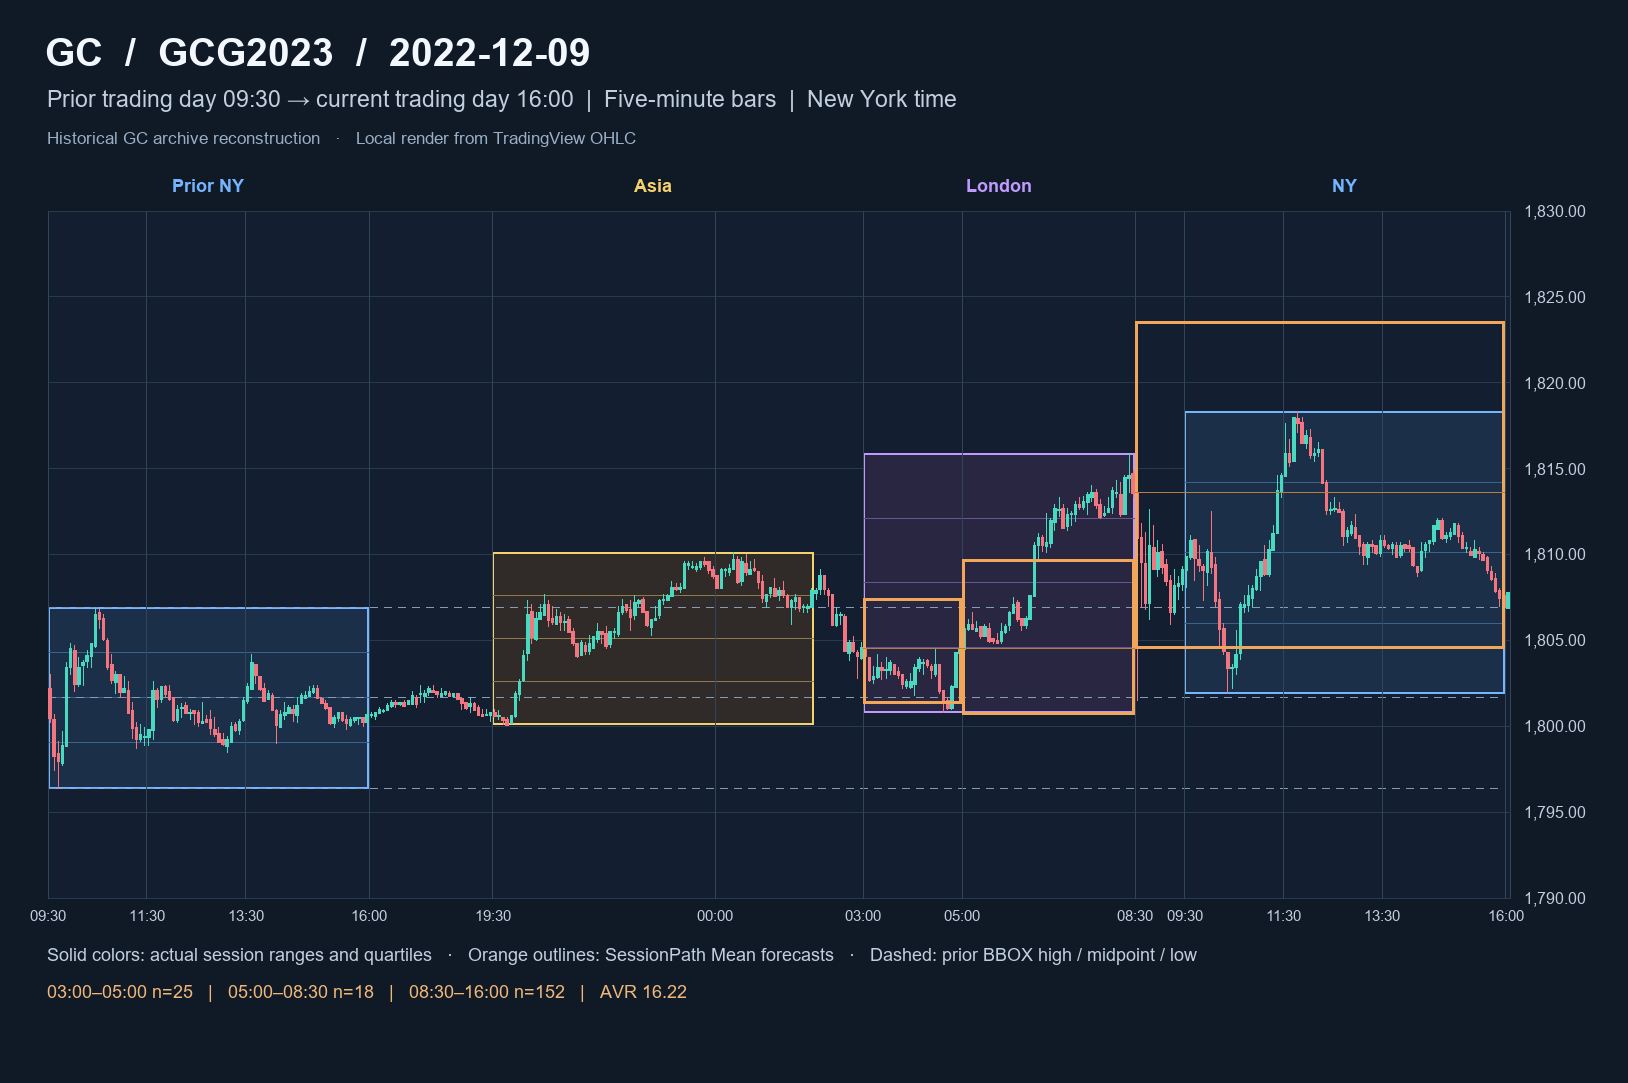 GC / GCG2023 / 2022-12-09
Prior trading day 09:30 → current trading day 16:00 | Five-minute bars | New York time
Historical GC archive reconstruction · Local render from TradingView OHLC
Prior NY Asia London NY
1,830.00
1,825.00
1,820.00
1,815.00
1,810.00
1,805.00
1,800.00
1,795.00
1,790.00
09:30 11:30 13:30 16:00 19:30 00:00 03:00 05:00 08:30 09:30 11:30 13:30 16:00
Solid colors: actual session ranges and quartiles · Orange outlines: SessionPath Mean forecasts · Dashed: prior BBOX high / midpoint / low
03:00–05:00 n=25 | 05:00–08:30 n=18 | 08:30–16:00 n=152 | AVR 16.22